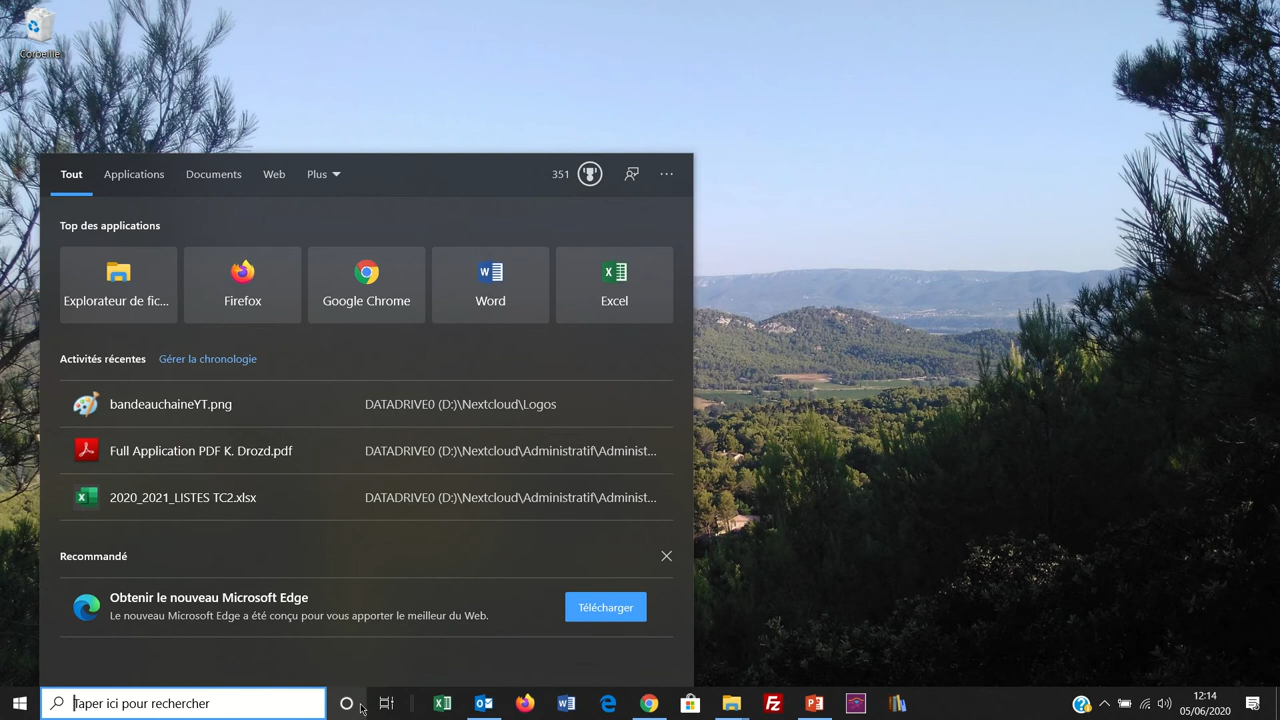 Corbeille
Tout Applications Documents Web Plus 351
Top des applications
Explorateur de fic... Firefox Google Chrome Word Excel
Activités récentes Gérer la chronologie
bandeauchaineYT.png DATADRIVE0 (D:)\Nextcloud\Logos
Full Application PDF K. Drozd.pdf DATADRIVE0 (D:)\Nextcloud\Administratif\Administ...
2020_2021_LISTES TC2.xlsx DATADRIVE0 (D:)\Nextcloud\Administratif\Administ...
Recommandé
Obtenir le nouveau Microsoft Edge
Le nouveau Microsoft Edge a été conçu pour vous apporter le meilleur du Web.
Télécharger
Taper ici pour rechercher
12:14
05/06/2020